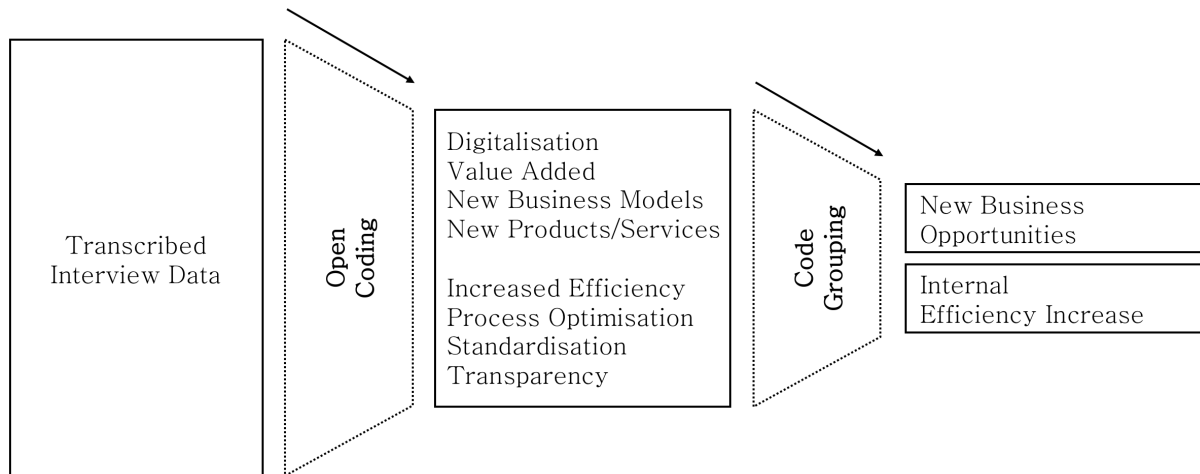 Transcribed
Interview Data
Open
Coding
Digitalisation
Value Added
New Business Models
New Products/Services
Increased Efficiency
Process Optimisation
Standardisation
Transparency
Code
Grouping
New Business
Opportunities
Internal
Efficiency Increase